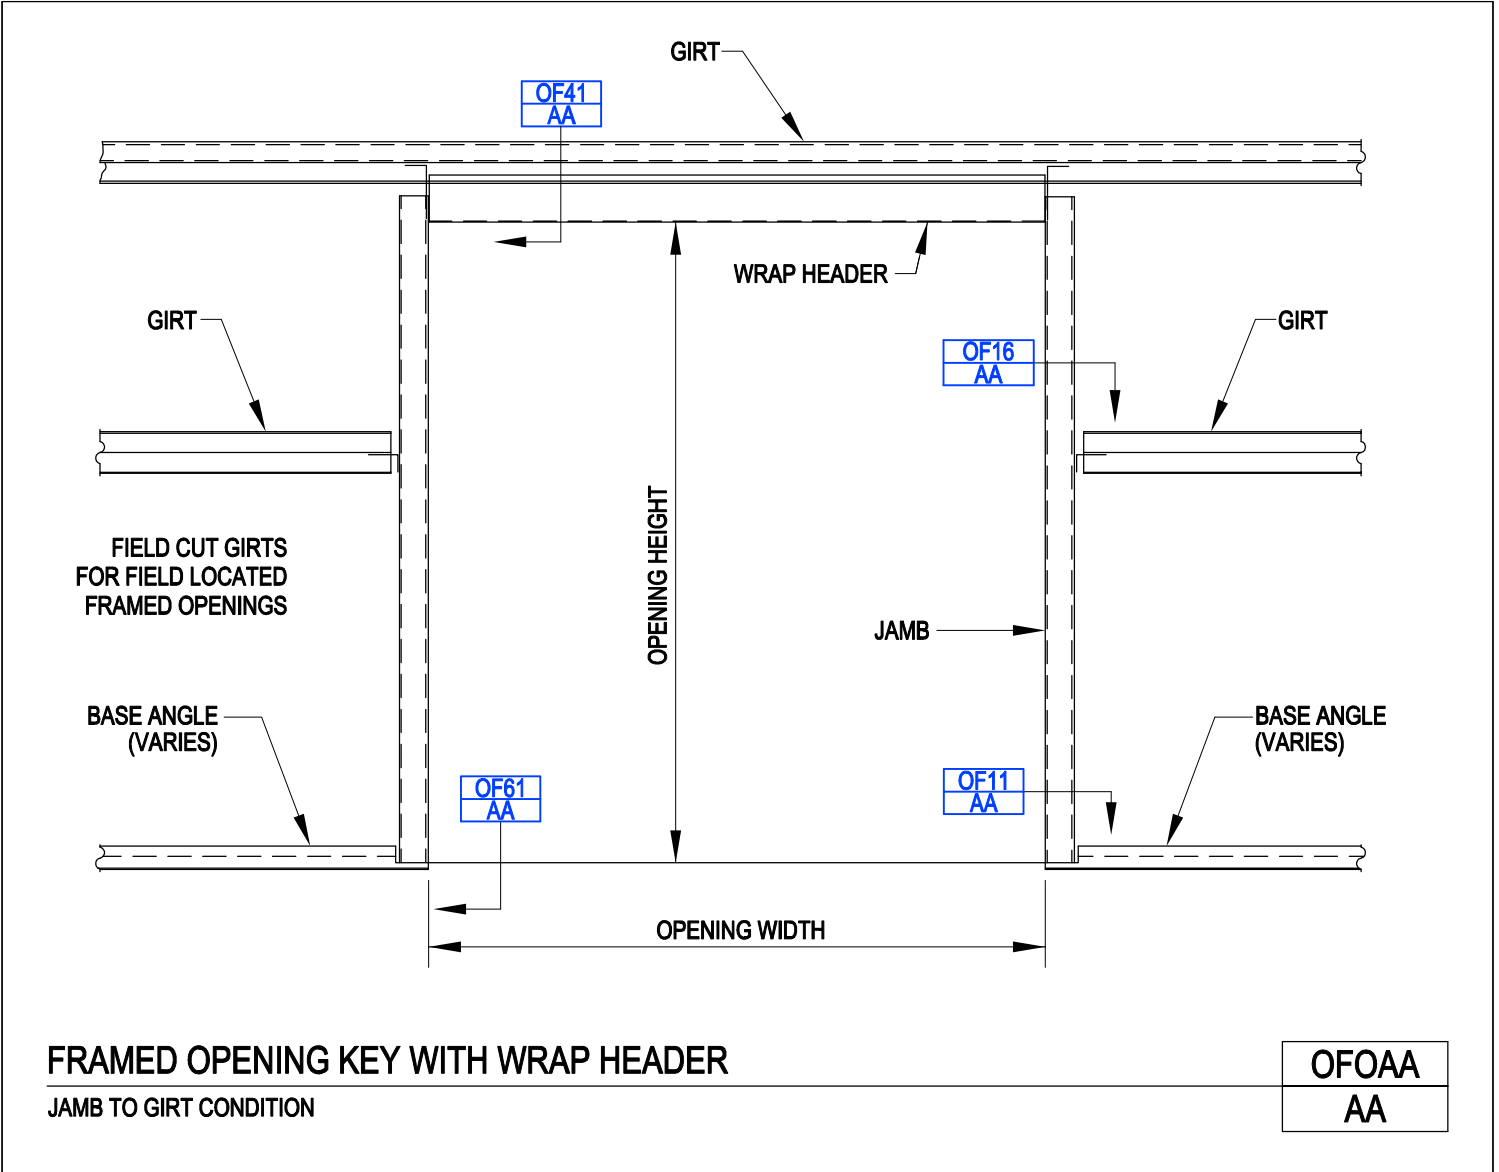 GIRT
OF41
AA
WRAP HEADER
GIRT
GIRT
OF16
AA
OPENING HEIGHT
FIELD CUT GIRTS
FOR FIELD LOCATED
FRAMED OPENINGS
JAMB
BASE ANGLE
(VARIES)
BASE ANGLE
(VARIES)
OF61
AA
OF11
AA
OPENING WIDTH
FRAMED OPENING KEY WITH WRAP HEADER
JAMB TO GIRT CONDITION
OFOAA
AA